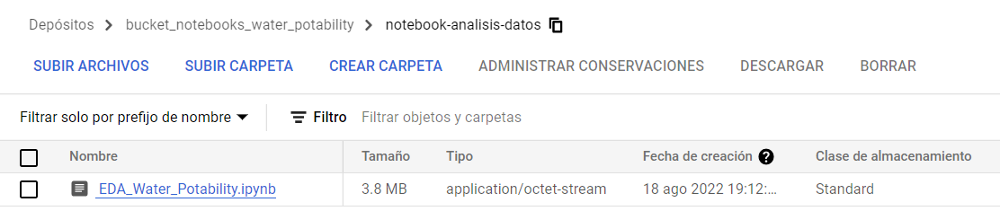 Depósitos > bucket_notebooks_water_potability > notebook-analisis-datos
SUBIR ARCHIVOS SUBIR CARPETA CREAR CARPETA ADMINISTRAR CONSERVACIONES DESCARGAR BORRAR
Filtrar solo por prefijo de nombre Filtro Filtrar objetos y carpetas
Nombre Tamaño Tipo Fecha de creación ? Clase de almacenamiento
EDA_Water_Potability.ipynb 3.8 MB application/octet-stream 18 ago 2022 19:12:... Standard